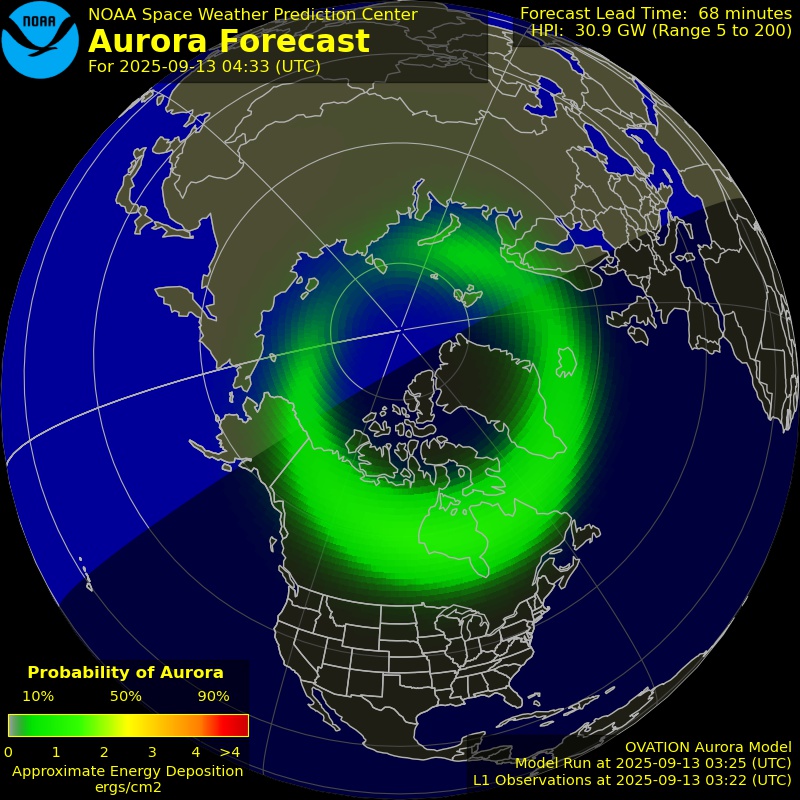 NOAA
NOAA Space Weather Prediction Center
Aurora Forecast
For 2025-09-13 04:33 (UTC)
Forecast Lead Time: 68 minutes
HPI: 30.9 GW (Range 5 to 200)
Probability of Aurora
10% 50% 90%
0 1 2 3 4 >4
Approximate Energy Deposition
ergs/cm2
OVATION Aurora Model
Model Run at 2025-09-13 03:25 (UTC)
L1 Observations at 2025-09-13 03:22 (UTC)